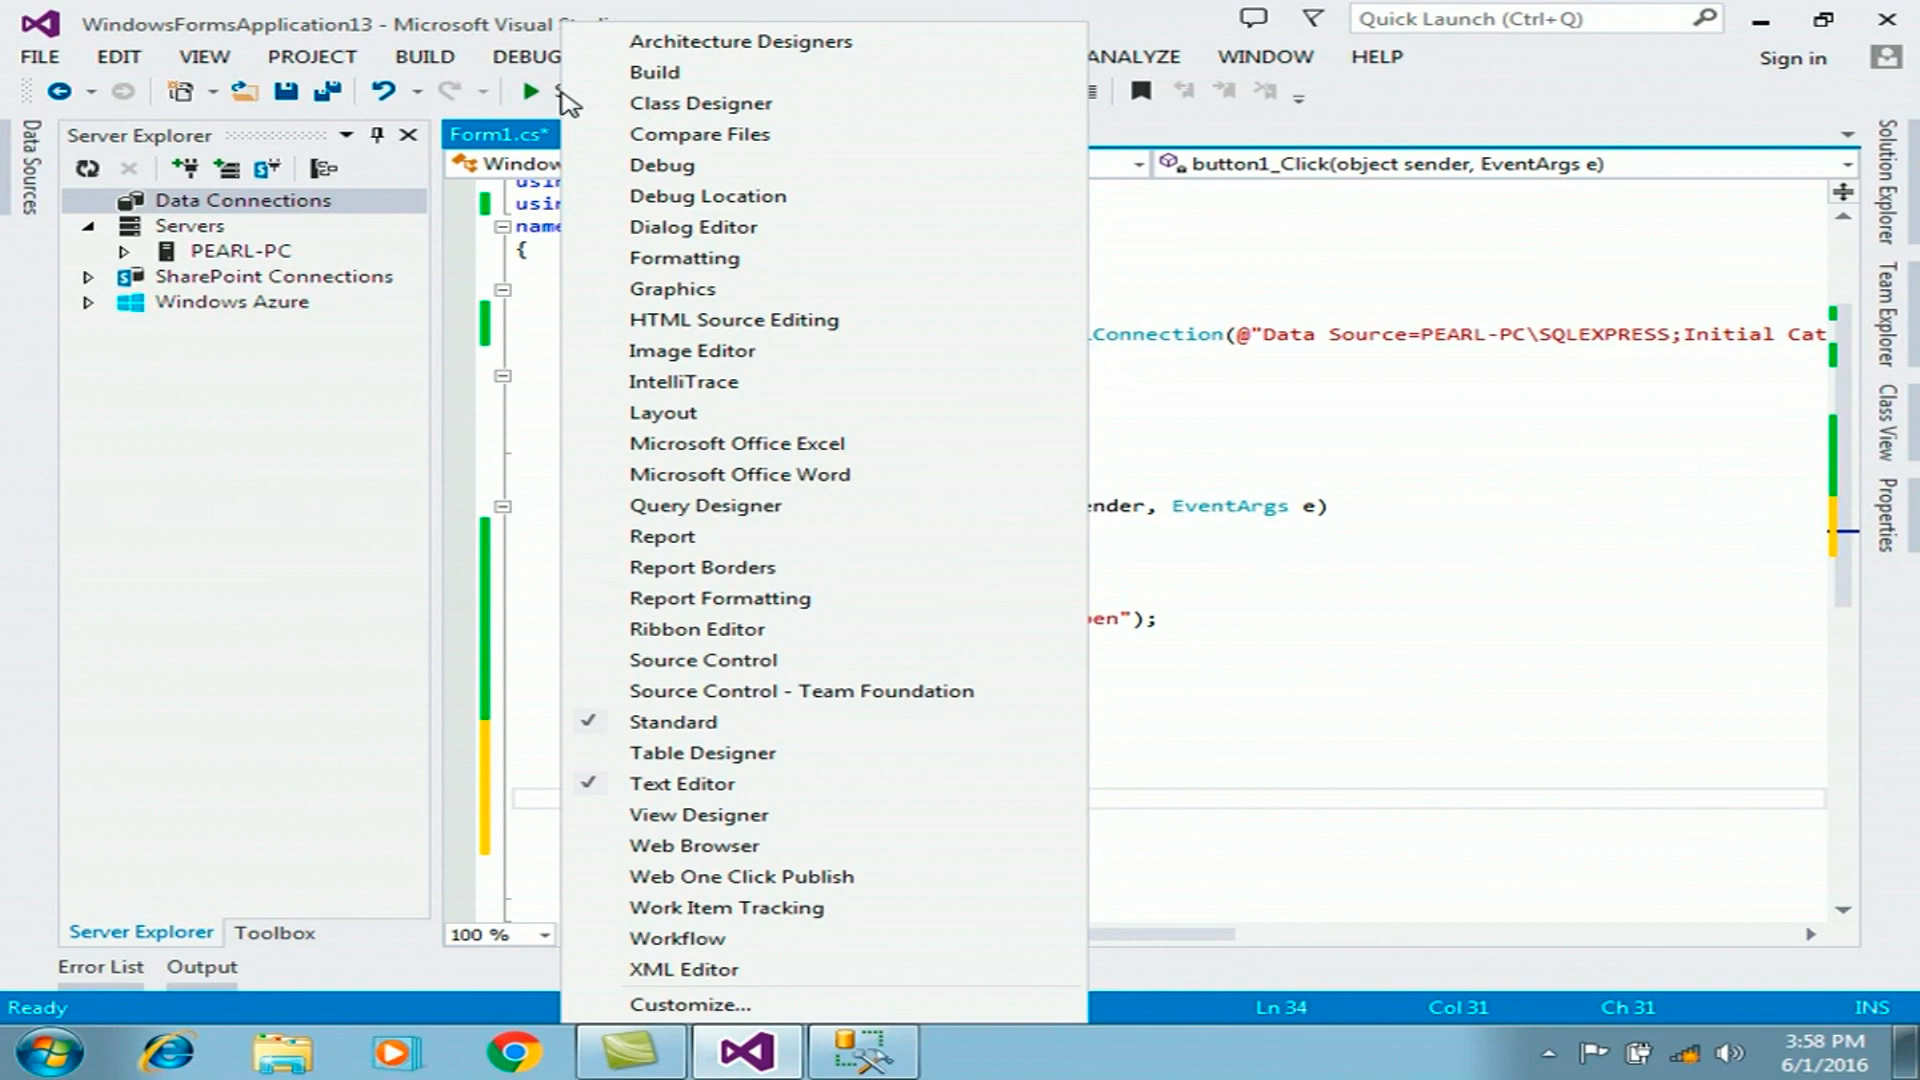 WindowsFormsApplication13 - Microsoft Visual
Quick Launch (Ctrl+Q)
FILE EDIT VIEW PROJECT BUILD DEBUG ANALYZE WINDOW HELP
Sign in
Data Sources
Server Explorer
Data Connections
Servers
PEARL-PC
SharePoint Connections
Windows Azure
Server Explorer Toolbox
Error List Output
Form1.cs*
Window
button1_Click(object sender, EventArgs e)
usin
usin
name
{
Connection(@"Data Source=PEARL-PC\SQLEXPRESS;Initial Cat
ender, EventArgs e)
en");
100 %
Architecture Designers
Build
Class Designer
Compare Files
Debug
Debug Location
Dialog Editor
Formatting
Graphics
HTML Source Editing
Image Editor
IntelliTrace
Layout
Microsoft Office Excel
Microsoft Office Word
Query Designer
Report
Report Borders
Report Formatting
Ribbon Editor
Source Control
Source Control - Team Foundation
Standard
Table Designer
Text Editor
View Designer
Web Browser
Web One Click Publish
Work Item Tracking
Workflow
XML Editor
Customize...
Solution Explorer
Team Explorer
Class View
Properties
Ready
Ln 34 Col 31 Ch 31 INS
3:58 PM
6/1/2016